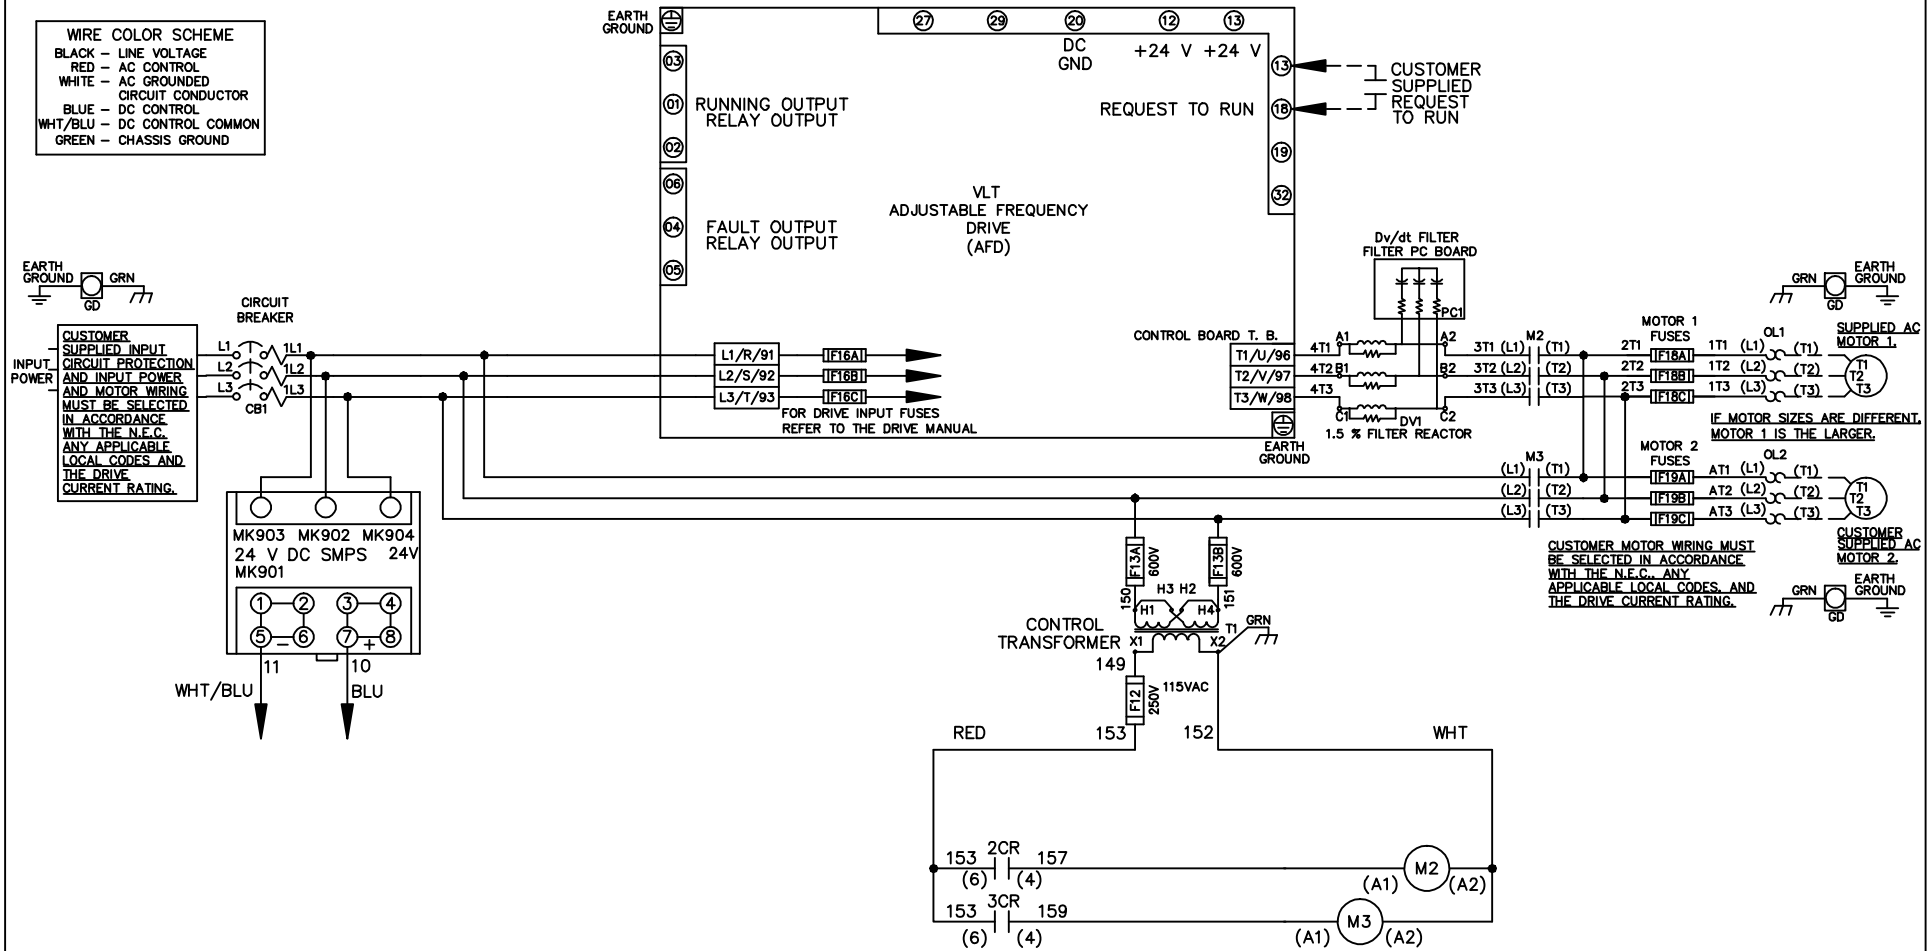 WIRE COLOR SCHEME
BLACK – LINE VOLTAGE
RED – AC CONTROL
WHITE – AC GROUNDED
CIRCUIT CONDUCTOR
BLUE – DC CONTROL
WHT/BLU – DC CONTROL COMMON
GREEN – CHASSIS GROUND
EARTH
GROUND
27 29 20 12 13
DC
GND
+24 V +24 V
03
01
02
RUNNING OUTPUT
RELAY OUTPUT
06
04
05
FAULT OUTPUT
RELAY OUTPUT
REQUEST TO RUN
13
18
19
32
CUSTOMER
SUPPLIED
REQUEST
TO RUN
VLT
ADJUSTABLE FREQUENCY
DRIVE
(AFD)
EARTH
GROUND
GRN
GD
CIRCUIT
BREAKER
INPUT
POWER
CUSTOMER
SUPPLIED INPUT
CIRCUIT PROTECTION
AND INPUT POWER
AND MOTOR WIRING
MUST BE SELECTED
IN ACCORDANCE
WITH THE N.E.C.
ANY APPLICABLE
LOCAL CODES AND
THE DRIVE
CURRENT RATING.
L1 1L1
L2 1L2
L3 1L3
CB1
L1/R/91 F16A
L2/S/92 F16B
L3/T/93 F16C
FOR DRIVE INPUT FUSES
REFER TO THE DRIVE MANUAL
CONTROL BOARD T. B.
T1/U/96
T2/V/97
T3/W/98
EARTH
GROUND
Dv/dt FILTER
FILTER PC BOARD
PC1
4T1 A1 A2
4T2 B1 B2
4T3 C1 C2
DV1
1.5 % FILTER REACTOR
M2
3T1 (L1) (T1)
3T2 (L2) (T2)
3T3 (L3) (T3)
MOTOR 1
FUSES
2T1 F18A 1T1 (L1) (T1)
2T2 F18B 1T2 (L2) (T2)
2T3 F18C 1T3 (L3) (T3)
OL1
GRN
GD
EARTH
GROUND
SUPPLIED AC
MOTOR 1.
T1
T2
T3
IF MOTOR SIZES ARE DIFFERENT,
MOTOR 1 IS THE LARGER.
M3
(L1) (T1)
(L2) (T2)
(L3) (T3)
MOTOR 2
FUSES
F19A AT1 (L1) (T1)
F19B AT2 (L2) (T2)
F19C AT3 (L3) (T3)
OL2
T1
T2
T3
CUSTOMER
SUPPLIED AC
MOTOR 2.
CUSTOMER MOTOR WIRING MUST
BE SELECTED IN ACCORDANCE
WITH THE N.E.C., ANY
APPLICABLE LOCAL CODES, AND
THE DRIVE CURRENT RATING.
GRN
GD
EARTH
GROUND
MK903 MK902 MK904
24 V DC SMPS 24V
MK901
1 2 3 4
5 – 6 7 + 8
11 10
WHT/BLU BLU
F13A 600V
F13B 600V
150 151
H3 H2
H1 H4
CONTROL
TRANSFORMER
X1 X2 T1
GRN
149
F12 250V
115VAC
153 152
RED WHT
153 2CR 157
(6) (4)
M2
(A1) (A2)
153 3CR 159
(6) (4)
M3
(A1) (A2)